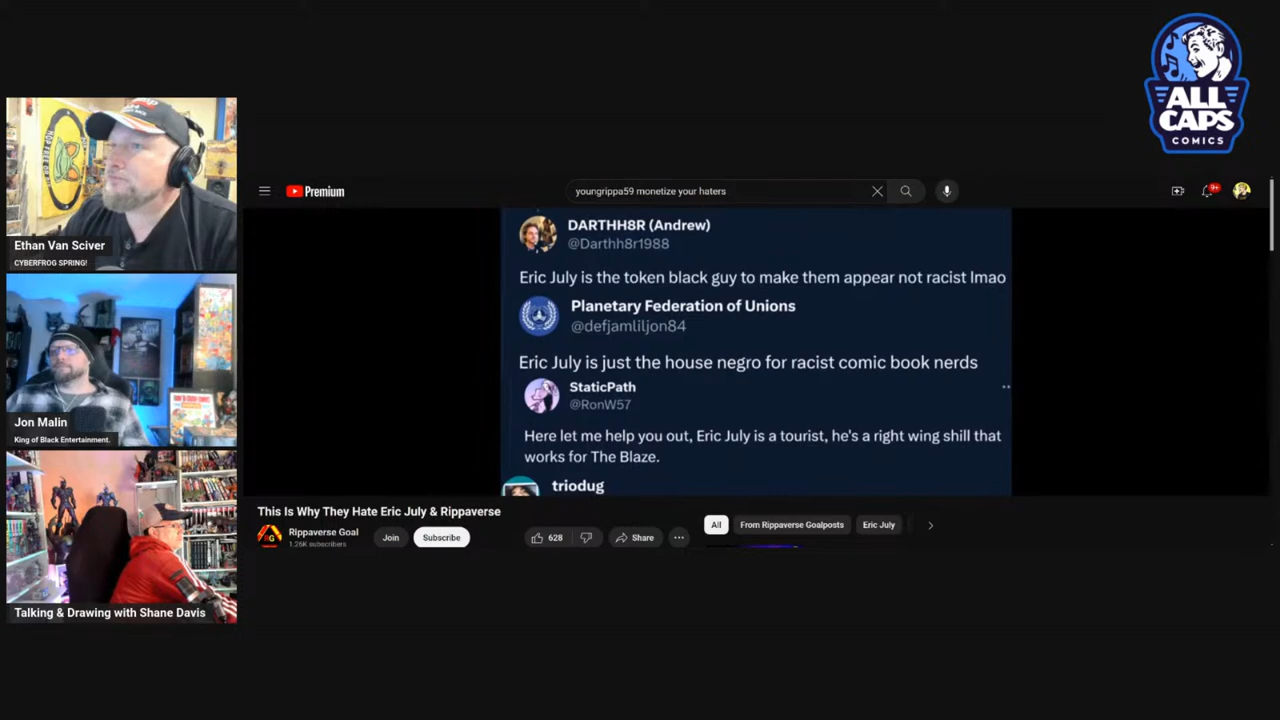 ALL
CAPS
COMICS
Premium
youngrippa59 monetize your haters
9+
DARTHH8R (Andrew)
@Darthh8r1988
Eric July is the token black guy to make them appear not racist lmao
Planetary Federation of Unions
@defjamliljon84
Eric July is just the house negro for racist comic book nerds
StaticPath
@RonW57
Here let me help you out, Eric July is a tourist, he's a right wing shill that
works for The Blaze.
triodug
This Is Why They Hate Eric July & Rippaverse
Rippaverse Goal
1.26K subscribers
Join
Subscribe
628
Share
All
From Rippaverse Goalposts
Eric July
Ethan Van Sciver
CYBERFROG SPRING!
Jon Malin
King of Black Entertainment.
Talking & Drawing with Shane Davis